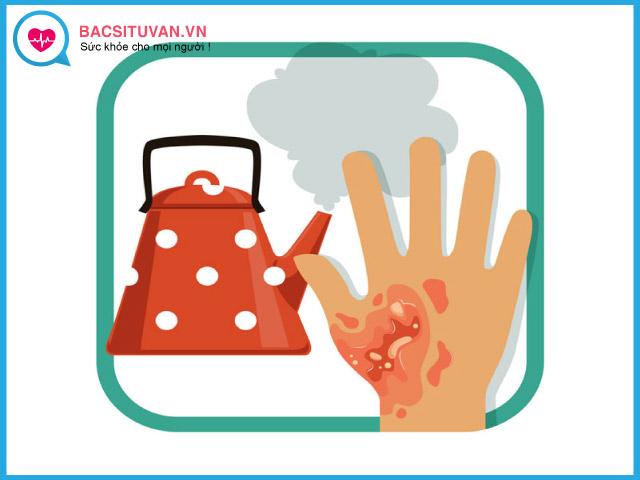 BACSITUVAN.VN
Sức khỏe cho mọi người !